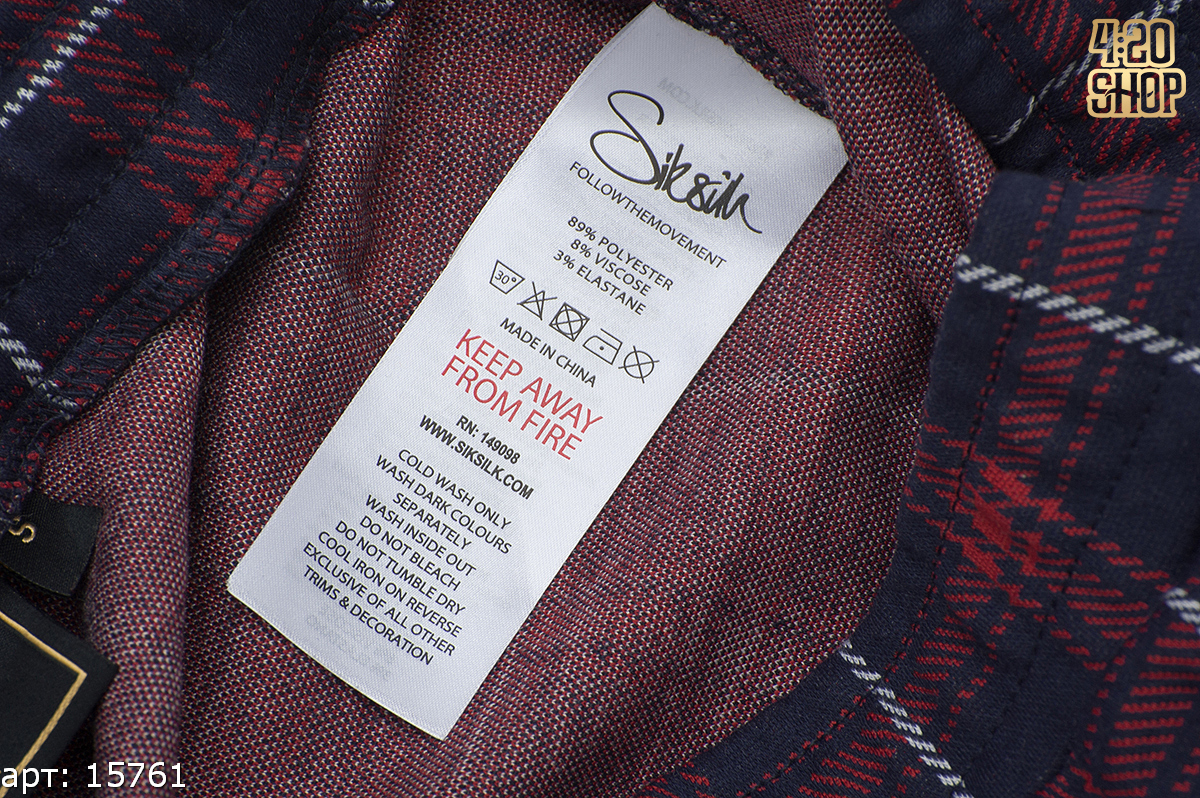 4:20
SHOP
SikSilk
FOLLOWTHEMOVEMENT
89% POLYESTER
8% VISCOSE
3% ELASTANE
30°
MADE IN CHINA
KEEP AWAY
FROM FIRE
RN: 149098
WWW.SIKSILK.COM
COLD WASH ONLY
WASH DARK COLOURS
SEPARATELY
WASH INSIDE OUT
DO NOT BLEACH
DO NOT TUMBLE DRY
COOL IRON ON REVERSE
EXCLUSIVE OF ALL OTHER
TRIMS & DECORATION
S
арт: 15761